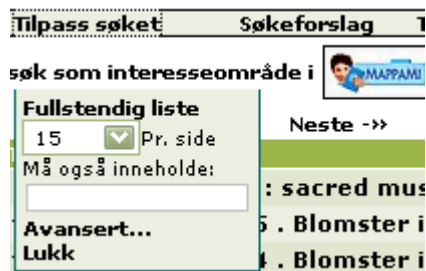 Tilpass søket Søkeforslag
søk som interesseområde i MAPPAMI
Fullstendig liste
15 Pr. side Neste ->>
Må også inneholde:
: sacred mus
Avansert... 5 . Blomster i
Lukk . Blomster i